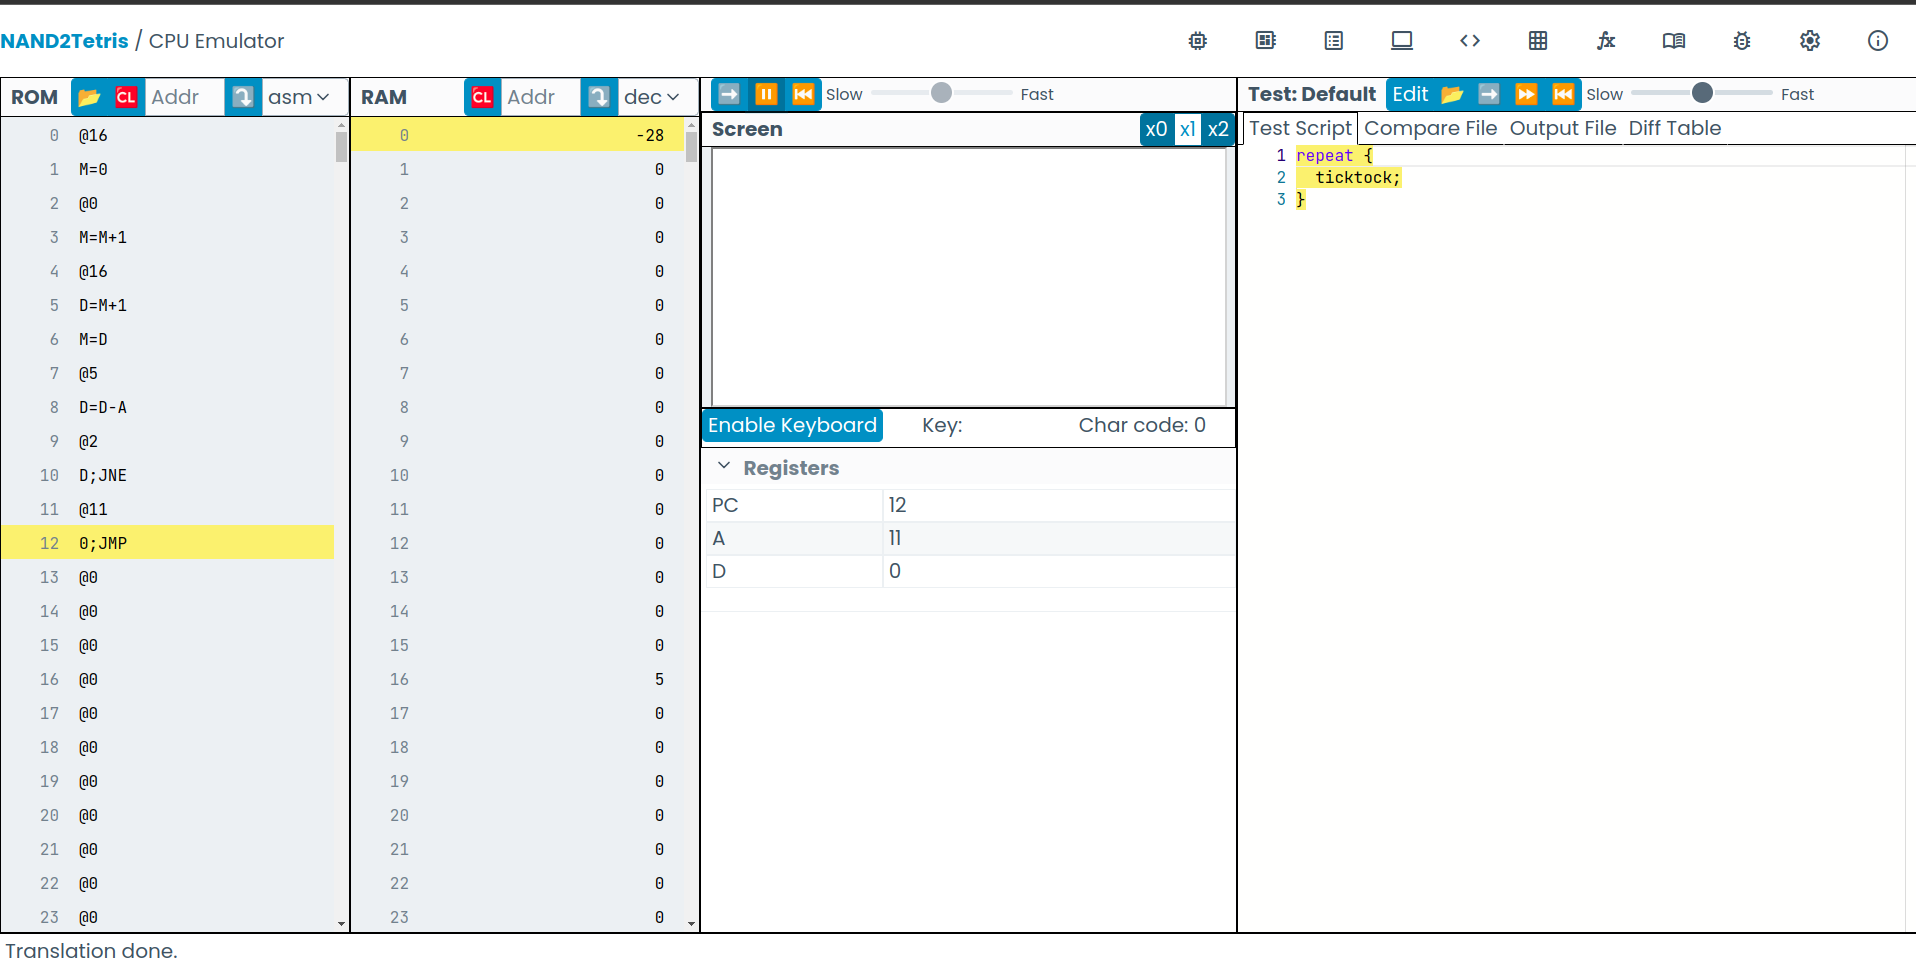 NAND2Tetris / CPU Emulator
ROM CL Addr asm
0 @16
1 M=0
2 @0
3 M=M+1
4 @16
5 D=M+1
6 M=D
7 @5
8 D=D-A
9 @2
10 D;JNE
11 @11
12 0;JMP
13 @0
14 @0
15 @0
16 @0
17 @0
18 @0
19 @0
20 @0
21 @0
22 @0
23 @0
RAM CL Addr dec
0 -28
1 0
2 0
3 0
4 0
5 0
6 0
7 0
8 0
9 0
10 0
11 0
12 0
13 0
14 0
15 0
16 5
17 0
18 0
19 0
20 0
21 0
22 0
23 0
Slow Fast
Screen x0 x1 x2
Enable Keyboard Key: Char code: 0
Registers
PC 12
A 11
D 0
Test: Default Edit Slow Fast
Test Script Compare File Output File Diff Table
1 repeat {
2 ticktock;
3 }
Translation done.